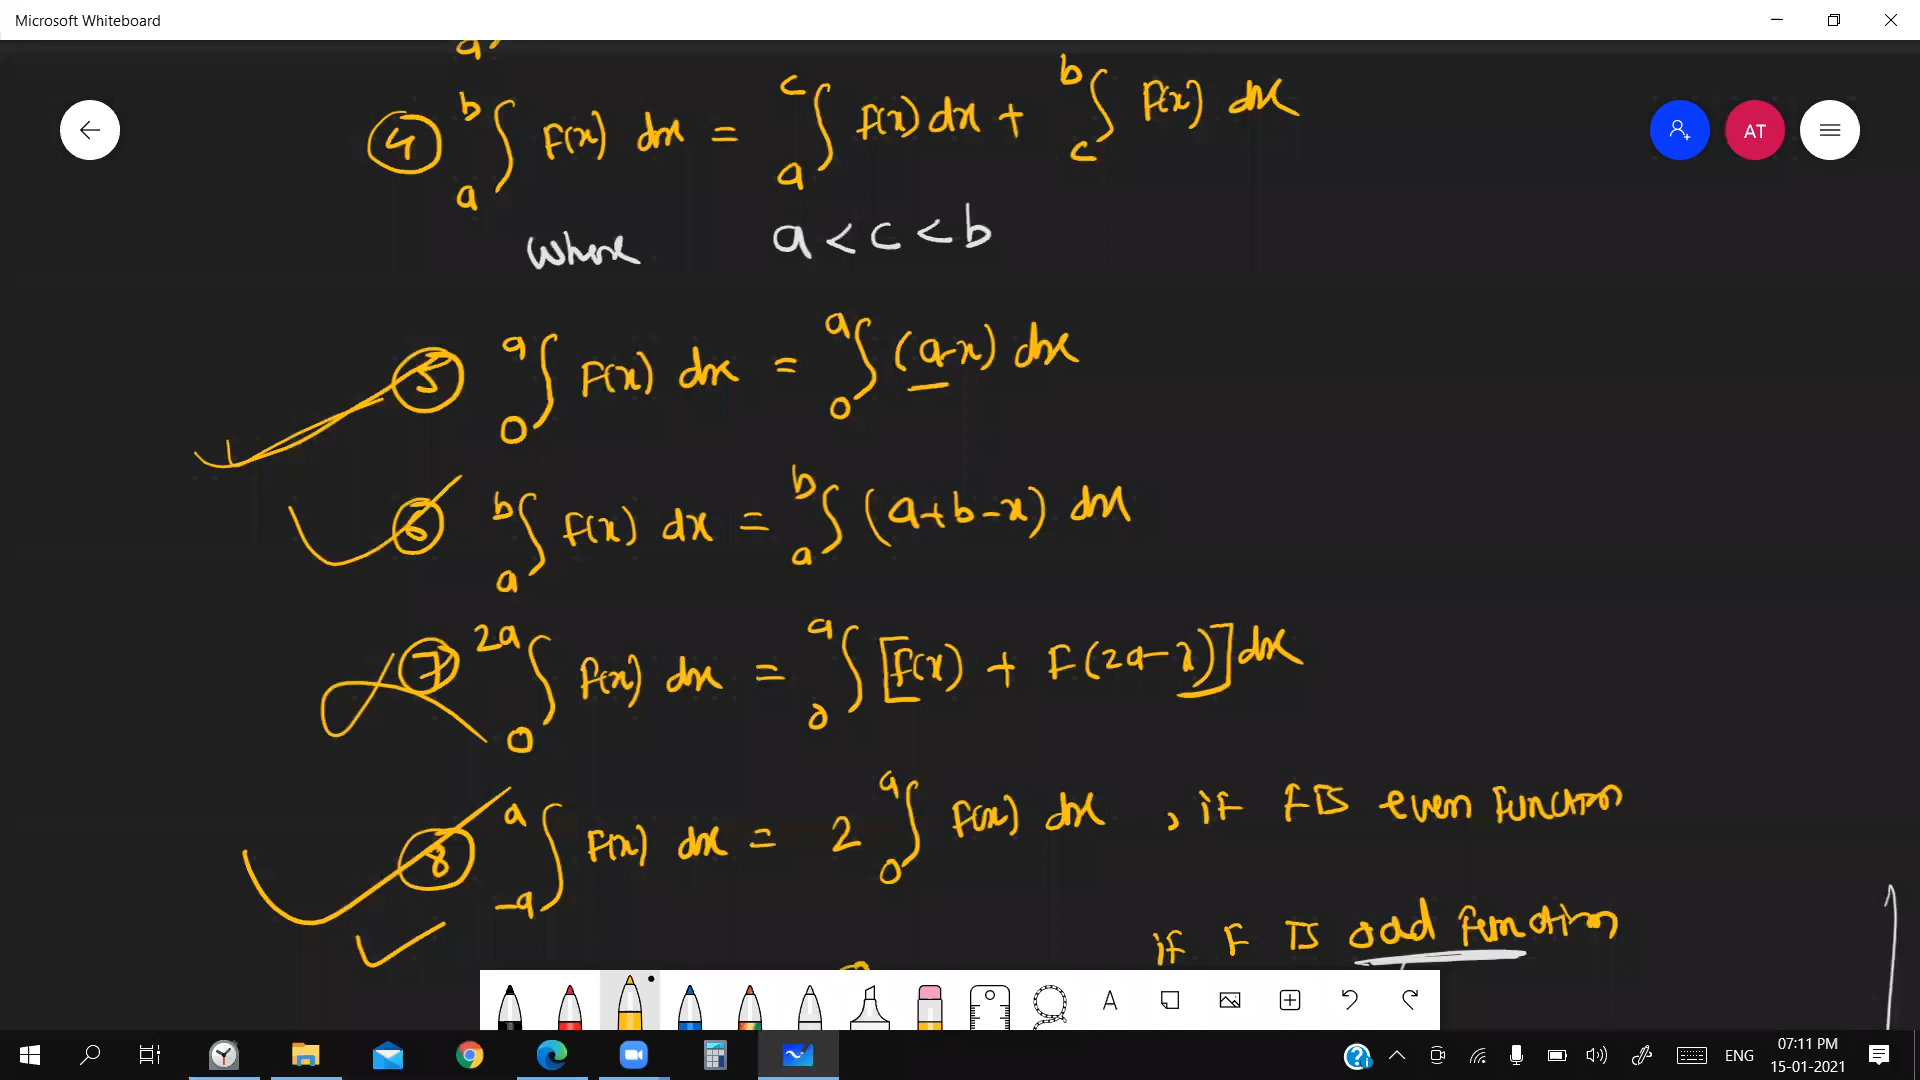 Microsoft Whiteboard
a
④ ∫_a^b F(x) dx = ∫_a^c f(x) dx + ∫_c^b F(x) dx
where a < c < b
AT
⑤ ∫_0^a F(x) dx = ∫_0^a (a-x) dx
⑥ ∫_a^b f(x) dx = ∫_a^b (a+b-x) dx
⑦ ∫_0^2a f(x) dx = ∫_0^a [f(x) + F(2a-x)] dx
⑧ ∫_-a^a F(x) dx = 2 ∫_0^a f(x) dx , if F is even function
if F is odd function
A
ENG
07:11 PM
15-01-2021